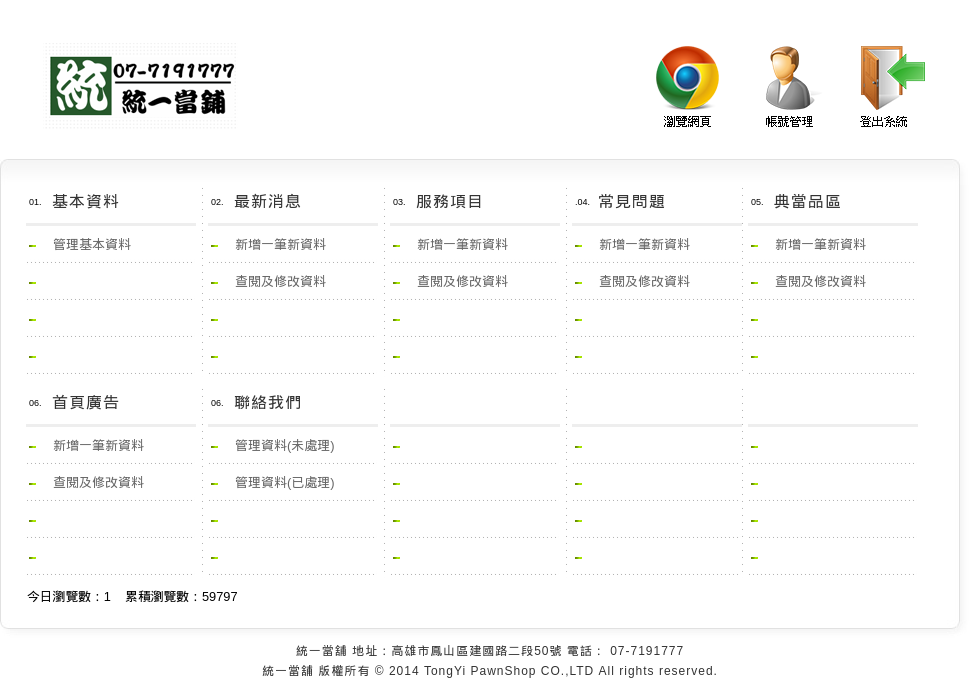 統 07-7191777
統一當舖
瀏覽網頁 帳號管理 登出系統
01. 基本資料 02. 最新消息 03. 服務項目 .04. 常見問題 05. 典當品區
管理基本資料 新增一筆新資料 新增一筆新資料 新增一筆新資料 新增一筆新資料
查閱及修改資料 查閱及修改資料 查閱及修改資料 查閱及修改資料
06. 首頁廣告 06. 聯絡我們
新增一筆新資料 管理資料(未處理)
查閱及修改資料 管理資料(已處理)
今日瀏覽數：1 累積瀏覽數：59797
統一當舖 地址：高雄市鳳山區建國路二段50號 電話： 07-7191777
統一當舖 版權所有 © 2014 TongYi PawnShop CO.,LTD All rights reserved.